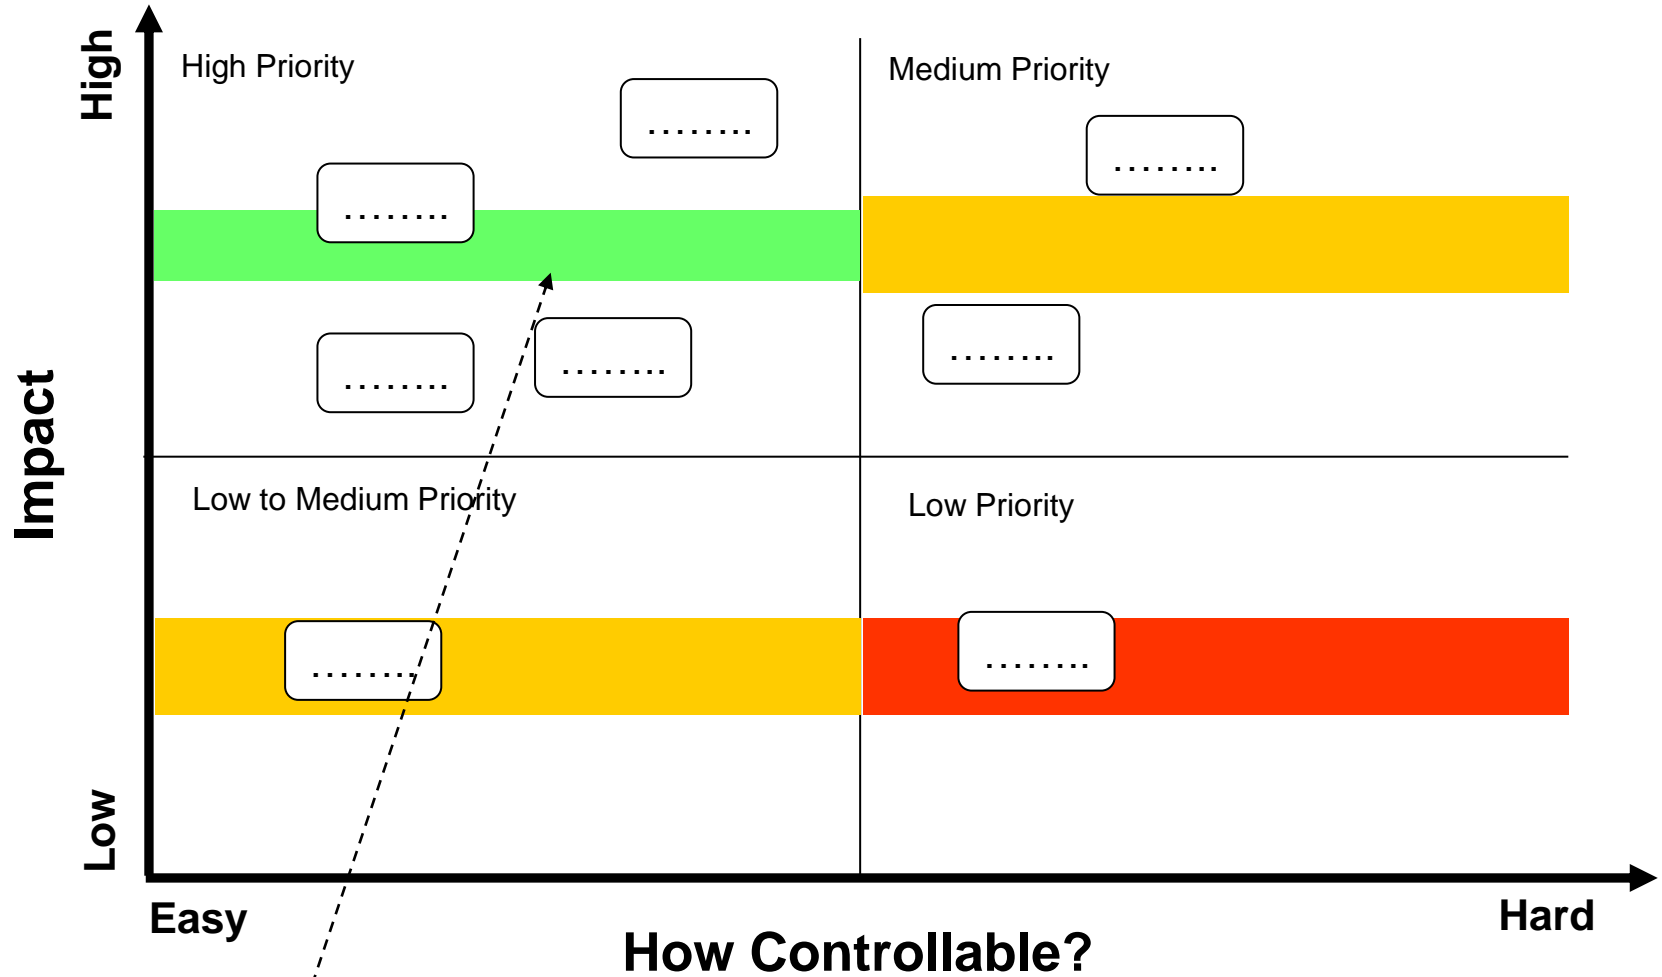 High
High Priority
Medium Priority
........
........
........
........
........
........
Impact
Low to Medium Priority
Low Priority
........
........
Low
Easy
Hard
How Controllable?